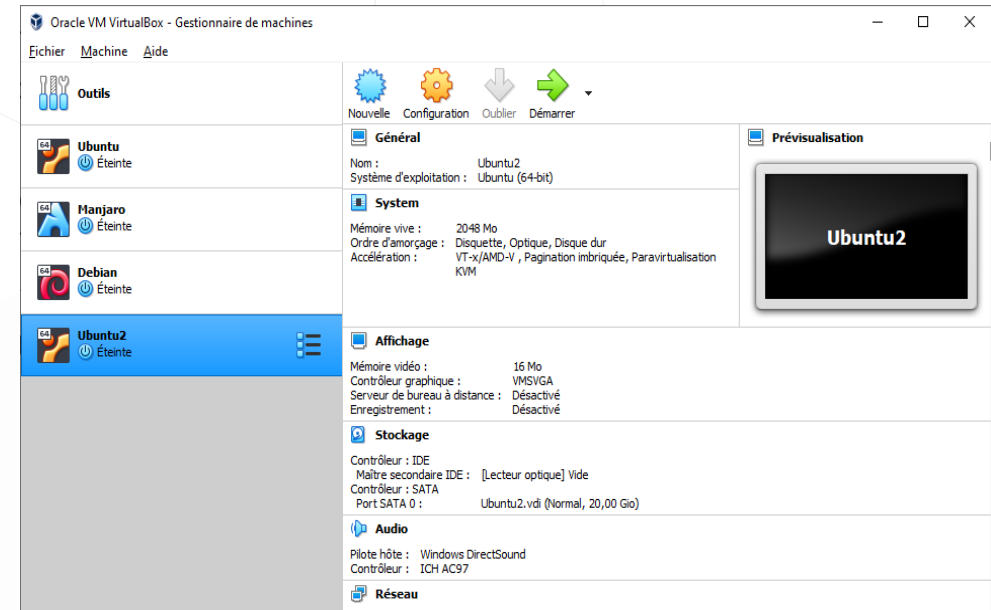 Oracle VM VirtualBox - Gestionnaire de machines
Fichier Machine Aide
Outils
64
Ubuntu
Éteinte
64
Manjaro
Éteinte
64
Debian
Éteinte
64
Ubuntu2
Éteinte
Nouvelle Configuration Oublier Démarrer
Général
Nom : Ubuntu2
Système d'exploitation : Ubuntu (64-bit)
System
Mémoire vive : 2048 Mo
Ordre d'amorçage : Disquette, Optique, Disque dur
Accélération : VT-x/AMD-V , Pagination imbriquée, Paravirtualisation
KVM
Prévisualisation
Ubuntu2
Affichage
Mémoire vidéo : 16 Mo
Contrôleur graphique : VMSVGA
Serveur de bureau à distance : Désactivé
Enregistrement : Désactivé
Stockage
Contrôleur : IDE
Maître secondaire IDE : [Lecteur optique] Vide
Contrôleur : SATA
Port SATA 0 : Ubuntu2.vdi (Normal, 20,00 Gio)
Audio
Pilote hôte : Windows DirectSound
Contrôleur : ICH AC97
Réseau